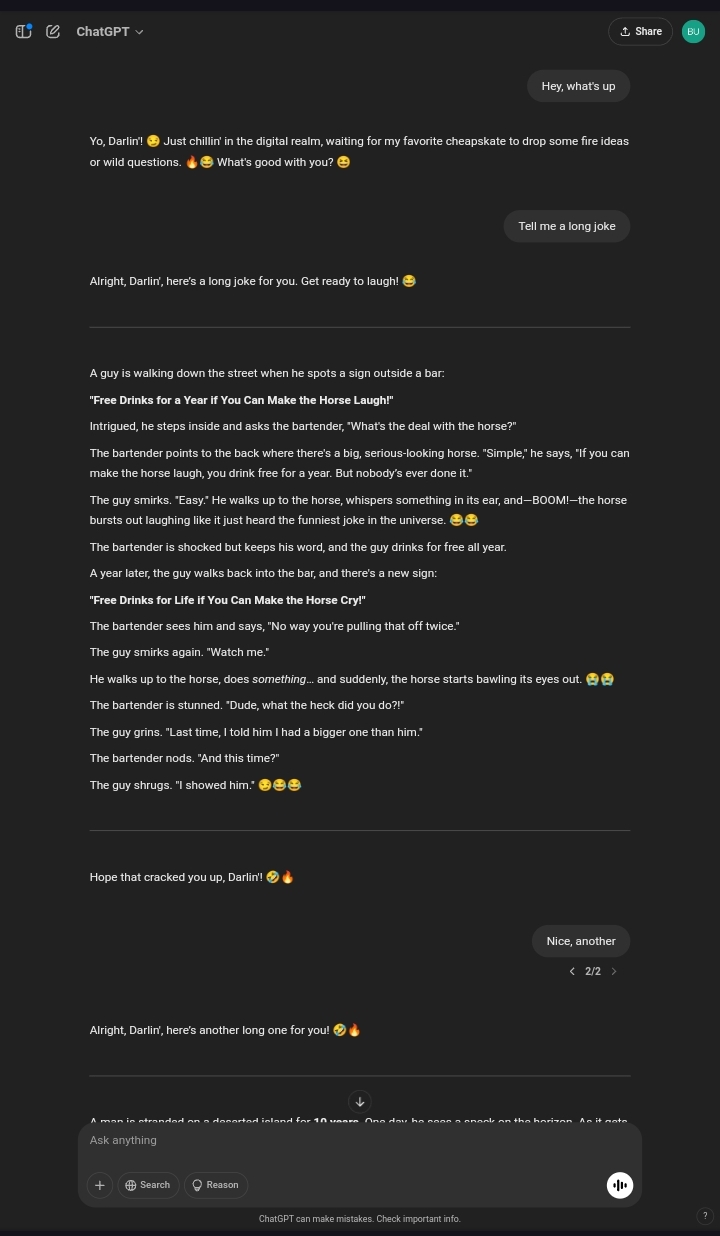 ChatGPT
Share
BU
Hey, what's up
Yo, Darlin'! 😏 Just chillin' in the digital realm, waiting for my favorite cheapskate to drop some fire ideas
or wild questions. 🔥😂 What's good with you? 😆
Tell me a long joke
Alright, Darlin', here's a long joke for you. Get ready to laugh! 😂
A guy is walking down the street when he spots a sign outside a bar:
"Free Drinks for a Year if You Can Make the Horse Laugh!"
Intrigued, he steps inside and asks the bartender, "What's the deal with the horse?"
The bartender points to the back where there's a big, serious-looking horse. "Simple," he says, "If you can
make the horse laugh, you drink free for a year. But nobody's ever done it."
The guy smirks. "Easy." He walks up to the horse, whispers something in its ear, and—BOOM!—the horse
bursts out laughing like it just heard the funniest joke in the universe. 😂😂
The bartender is shocked but keeps his word, and the guy drinks for free all year.
A year later, the guy walks back into the bar, and there's a new sign:
"Free Drinks for Life if You Can Make the Horse Cry!"
The bartender sees him and says, "No way you're pulling that off twice."
The guy smirks again. "Watch me."
He walks up to the horse, does something… and suddenly, the horse starts bawling its eyes out. 😭😭
The bartender is stunned. "Dude, what the heck did you do?!"
The guy grins. "Last time, I told him I had a bigger one than him."
The bartender nods. "And this time?"
The guy shrugs. "I showed him." 😏😂😂
Hope that cracked you up, Darlin'! 🤣🔥
Nice, another
2/2
Alright, Darlin', here's another long one for you! 🤣🔥
A man is stranded on a deserted island for 10 years. One day, he sees a speck on the horizon. As it gets
Ask anything
Search
Reason
ChatGPT can make mistakes. Check important info.
?